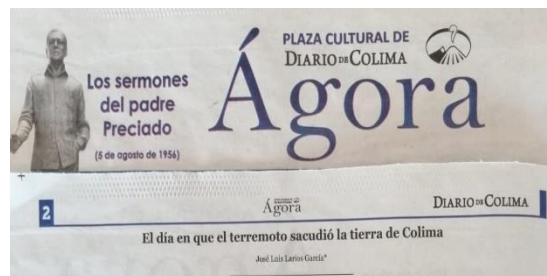 PLAZA CULTURAL DE
DIARIO DE COLIMA
Ágora
Los sermones
del padre
Preciado
(5 de agosto de 1956)
2
Ágora
DIARIO DE COLIMA
El día en que el terremoto sacudió la tierra de Colima
José Luis Larios García*